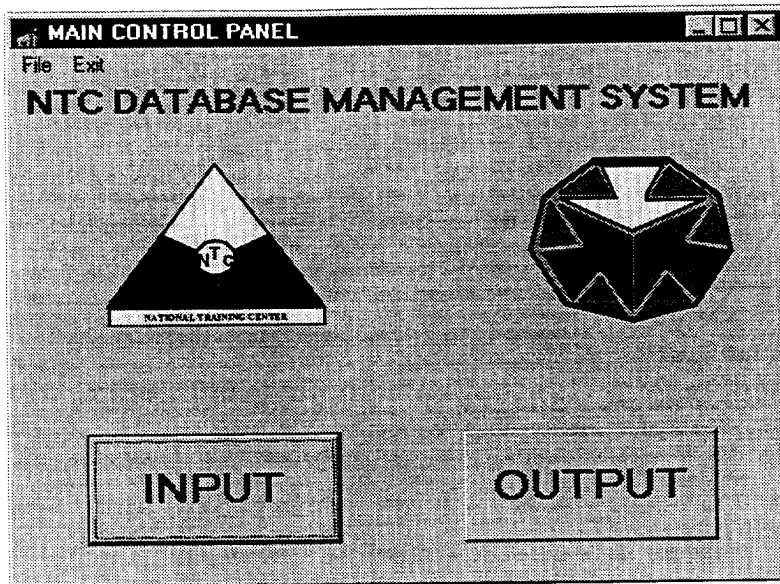 MAIN CONTROL PANEL
File Exit
NTC DATABASE MANAGEMENT SYSTEM
NTC
NATIONAL TRAINING CENTER
INPUT
OUTPUT